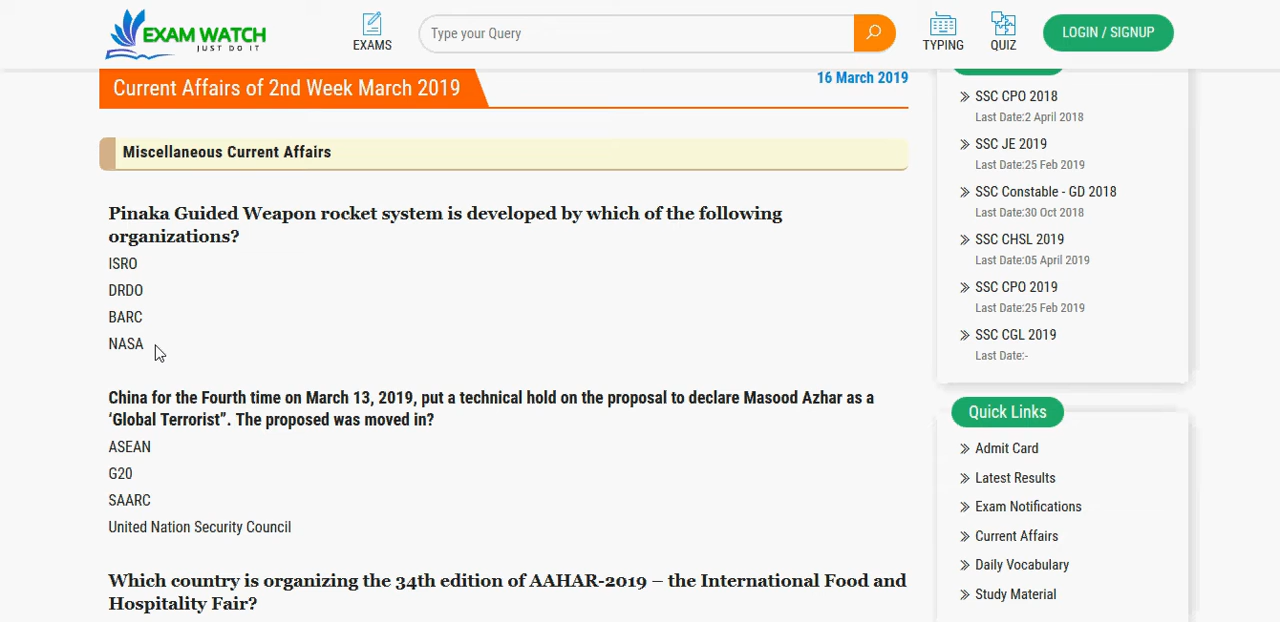 EXAM WATCH
JUST DO IT
EXAMS
Type your Query
TYPING
QUIZ
LOGIN / SIGNUP
Current Affairs of 2nd Week March 2019
16 March 2019
Miscellaneous Current Affairs
Pinaka Guided Weapon rocket system is developed by which of the following
organizations?
ISRO
DRDO
BARC
NASA
China for the Fourth time on March 13, 2019, put a technical hold on the proposal to declare Masood Azhar as a
‘Global Terrorist”. The proposed was moved in?
ASEAN
G20
SAARC
United Nation Security Council
Which country is organizing the 34th edition of AAHAR-2019 – the International Food and
Hospitality Fair?
SSC CPO 2018
Last Date:2 April 2018
SSC JE 2019
Last Date:25 Feb 2019
SSC Constable - GD 2018
Last Date:30 Oct 2018
SSC CHSL 2019
Last Date:05 April 2019
SSC CPO 2019
Last Date:25 Feb 2019
SSC CGL 2019
Last Date:-
Quick Links
Admit Card
Latest Results
Exam Notifications
Current Affairs
Daily Vocabulary
Study Material